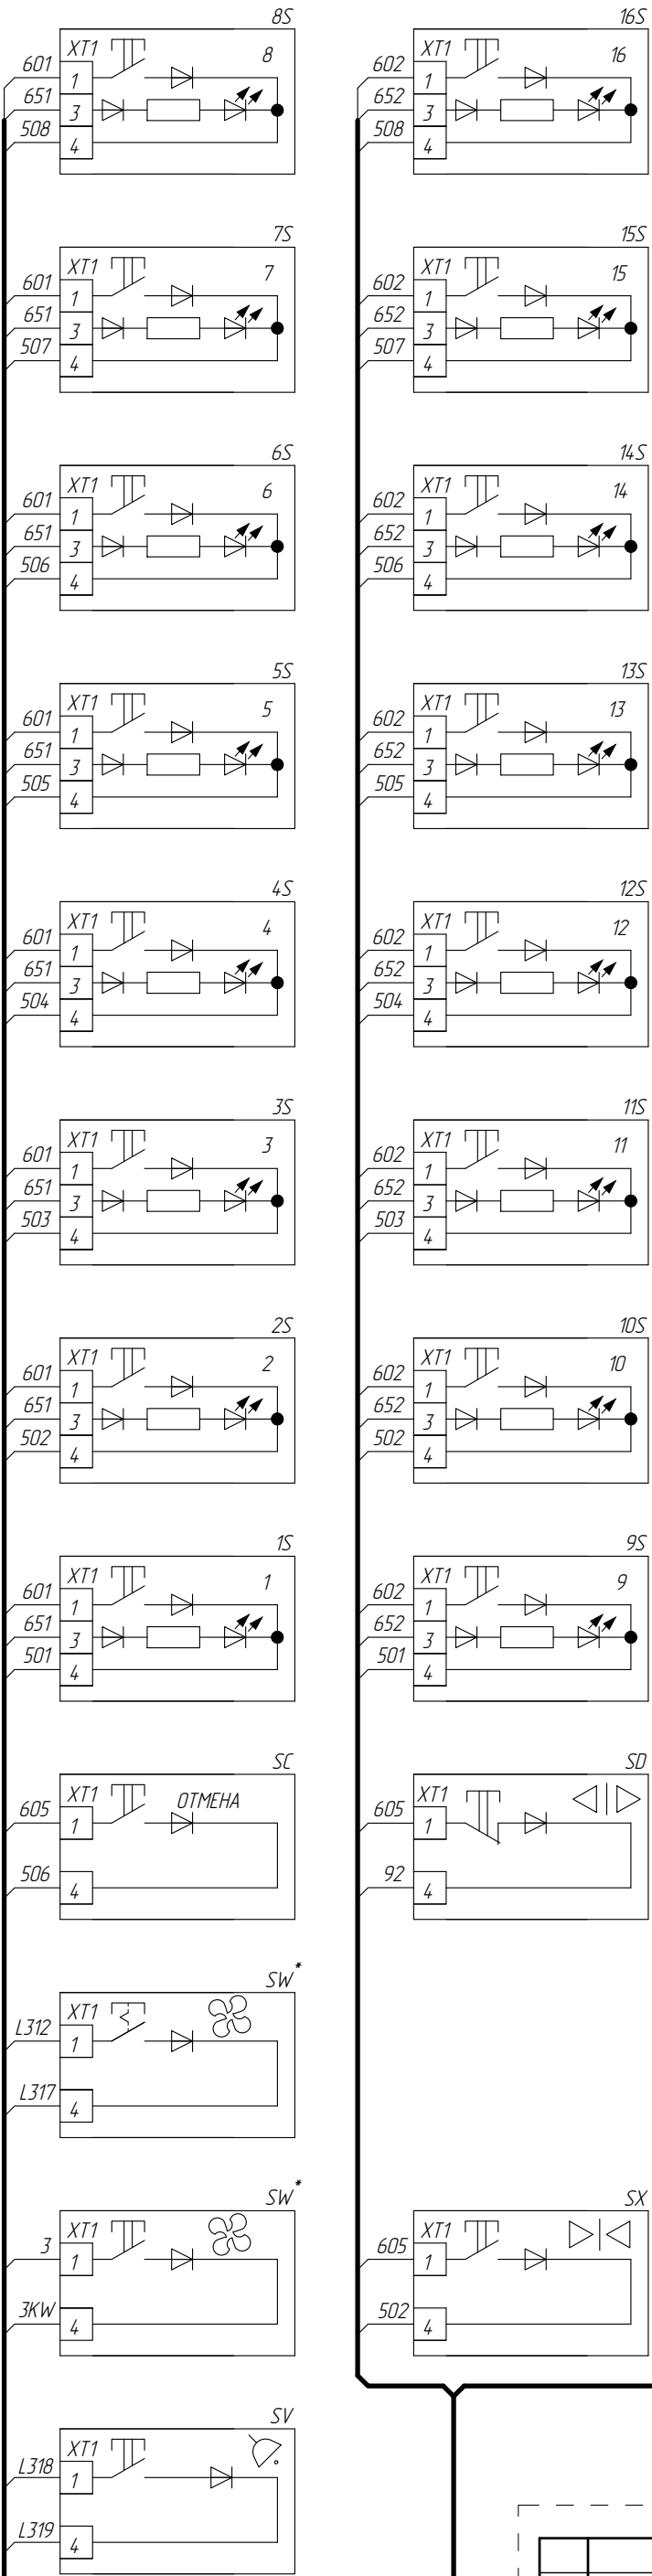 8S
601 XT1 8
1
651
3
508
4
16S
602 XT1 16
1
652
3
508
4
7S
601 XT1 7
1
651
3
507
4
15S
602 XT1 15
1
652
3
507
4
6S
601 XT1 6
1
651
3
506
4
14S
602 XT1 14
1
652
3
506
4
5S
601 XT1 5
1
651
3
505
4
13S
602 XT1 13
1
652
3
505
4
4S
601 XT1 4
1
651
3
504
4
12S
602 XT1 12
1
652
3
504
4
3S
601 XT1 3
1
651
3
503
4
11S
602 XT1 11
1
652
3
503
4
2S
601 XT1 2
1
651
3
502
4
10S
602 XT1 10
1
652
3
502
4
1S
601 XT1 1
1
651
3
501
4
9S
602 XT1 9
1
652
3
501
4
SC
605 XT1 ОТМЕНА
1
506
4
SD
605 XT1
1
92
4
SW*
L312 XT1
1
L317
4
SW*
3 XT1
1
3KW
4
SX
605 XT1
1
502
4
SV
L318 XT1
1
L319
4